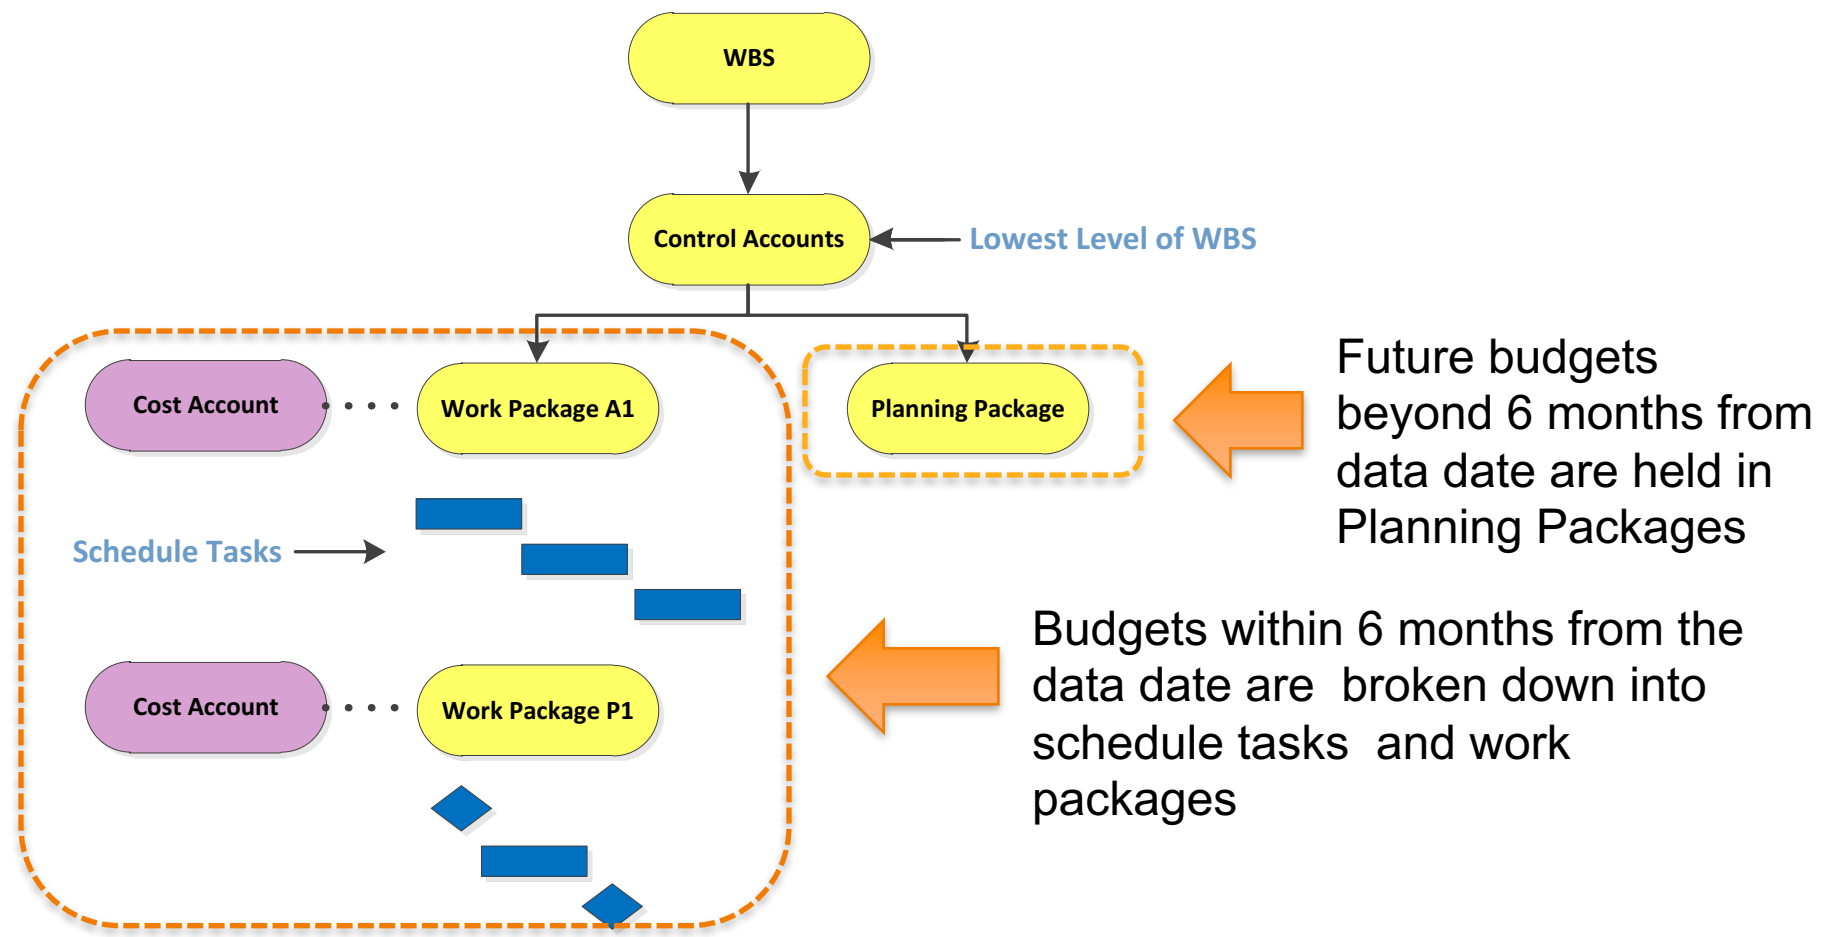 WBS
Control Accounts
Lowest Level of WBS
Cost Account
Work Package A1
Planning Package
Future budgets
beyond 6 months from
data date are held in
Planning Packages
Schedule Tasks
Budgets within 6 months from the
data date are  broken down into
schedule tasks  and work
packages
Cost Account
Work Package P1